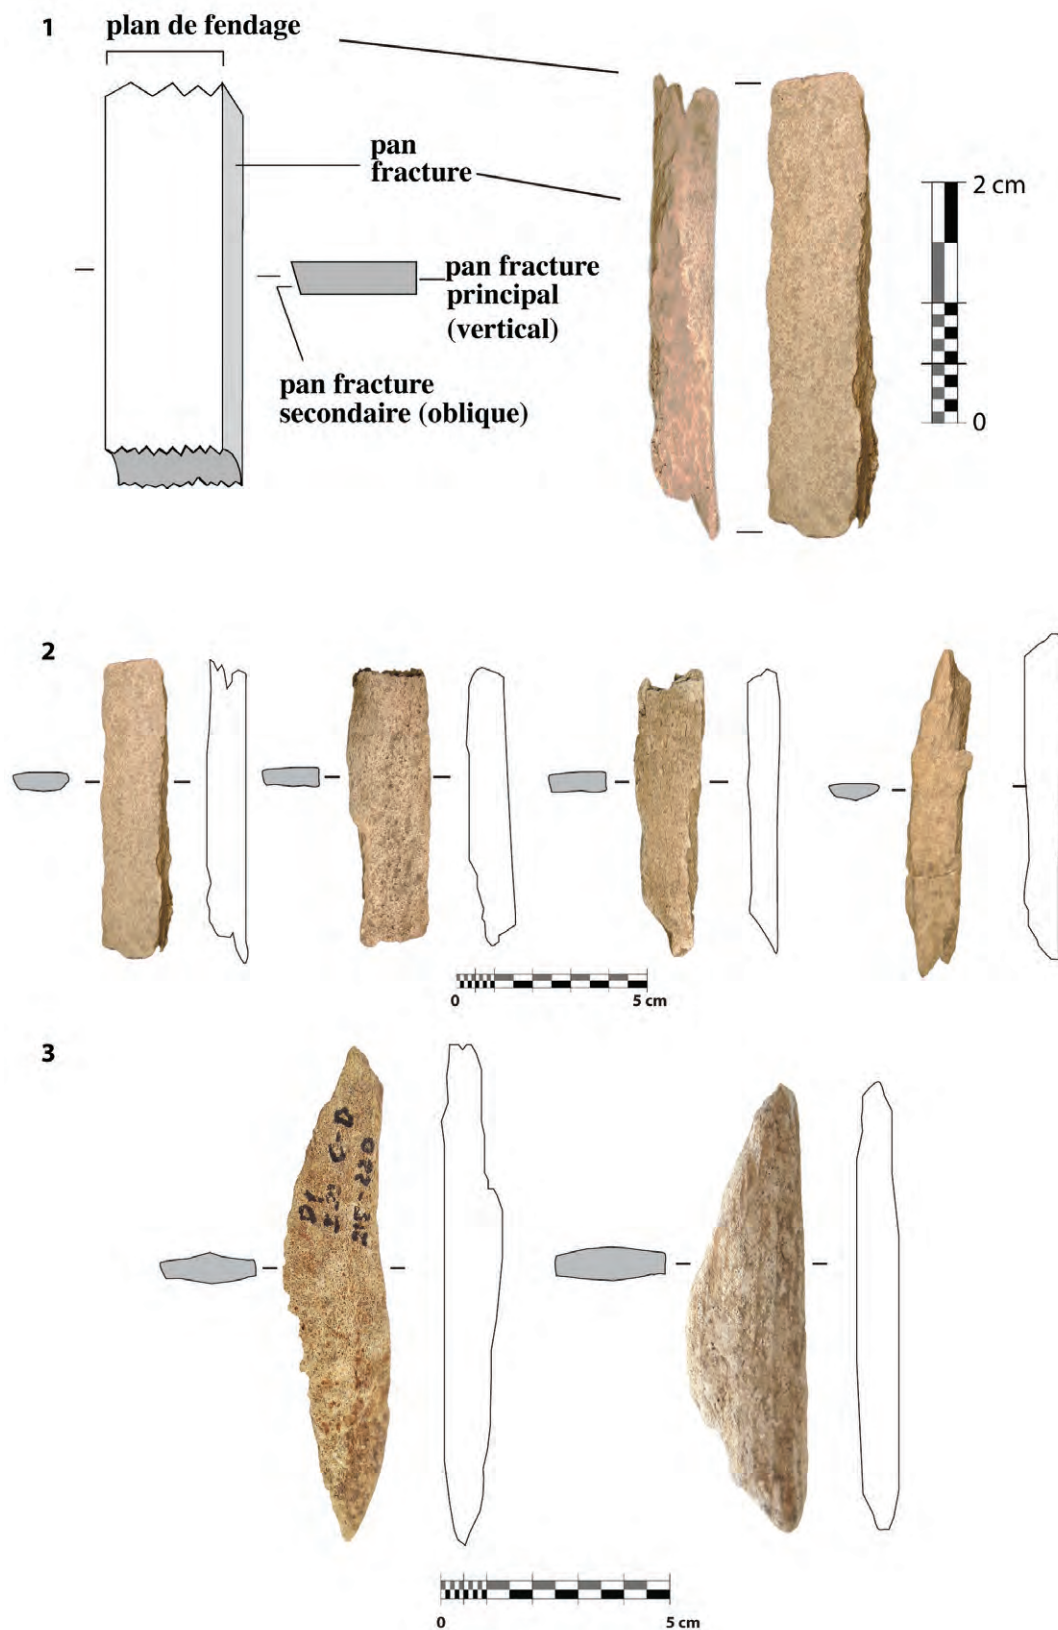 1
plan de fendage
pan
fracture
pan fracture
principal
(vertical)
pan fracture
secondaire (oblique)
2 cm
0
2
0
5 cm
3
D1
C-D
0
5 cm